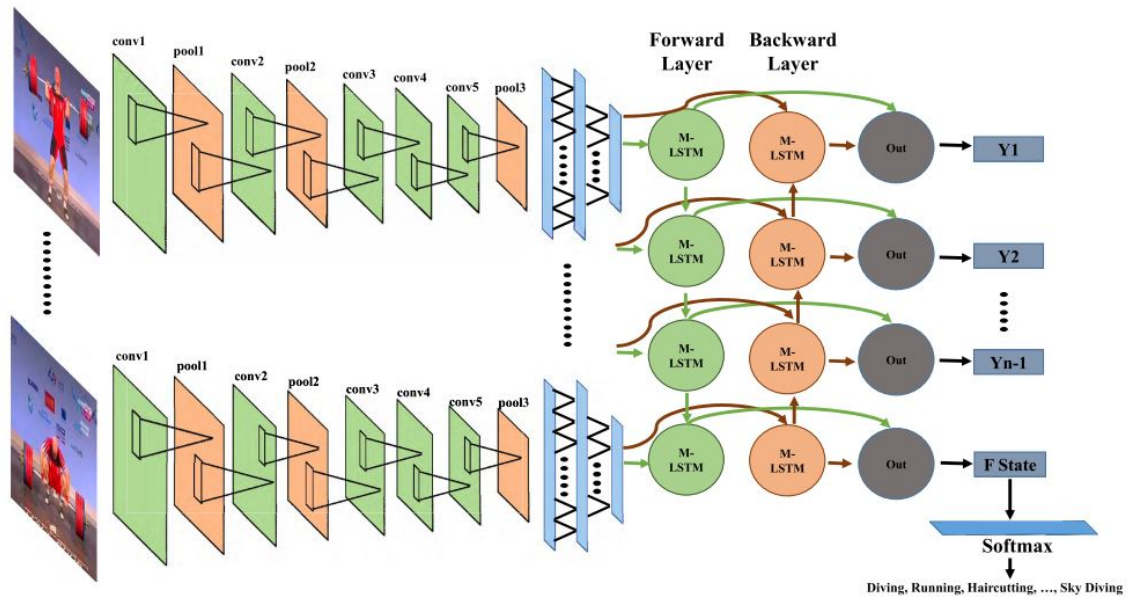 conv1
pool1
conv2
pool2
conv3
conv4
conv5
pool3
Forward
Layer
Backward
Layer
M-
LSTM
M-
LSTM
Out
Y1
M-
LSTM
M-
LSTM
Out
Y2
M-
LSTM
M-
LSTM
Out
Yn-1
conv1
pool1
conv2
pool2
conv3
conv4
conv5
pool3
M-
LSTM
M-
LSTM
Out
F State
Softmax
Diving, Running, Haircutting, ..., Sky Diving